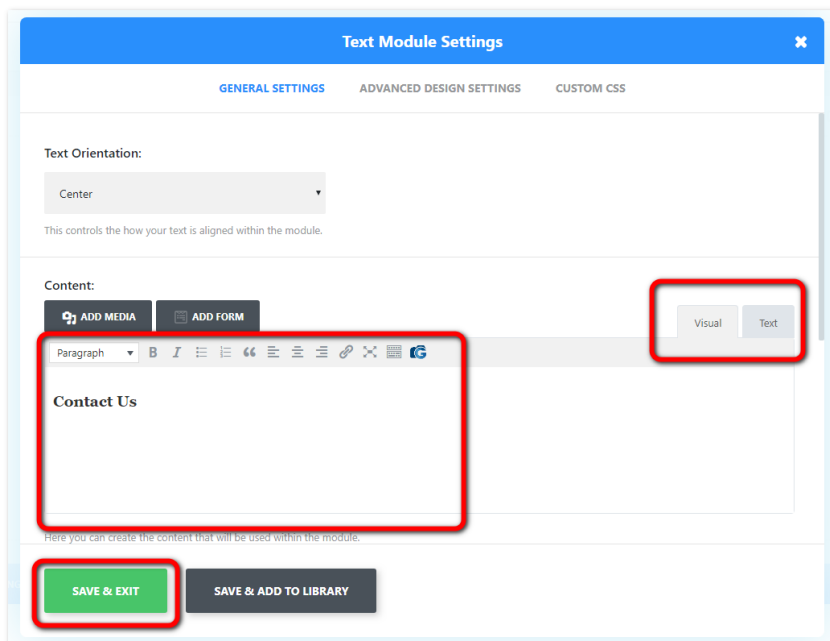 Text Module Settings
GENERAL SETTINGS ADVANCED DESIGN SETTINGS CUSTOM CSS
Text Orientation:
Center
This controls the how your text is aligned within the module.
Content:
ADD MEDIA ADD FORM
Visual Text
Paragraph B I
Contact Us
Here you can create the content that will be used within the module.
SAVE & EXIT SAVE & ADD TO LIBRARY